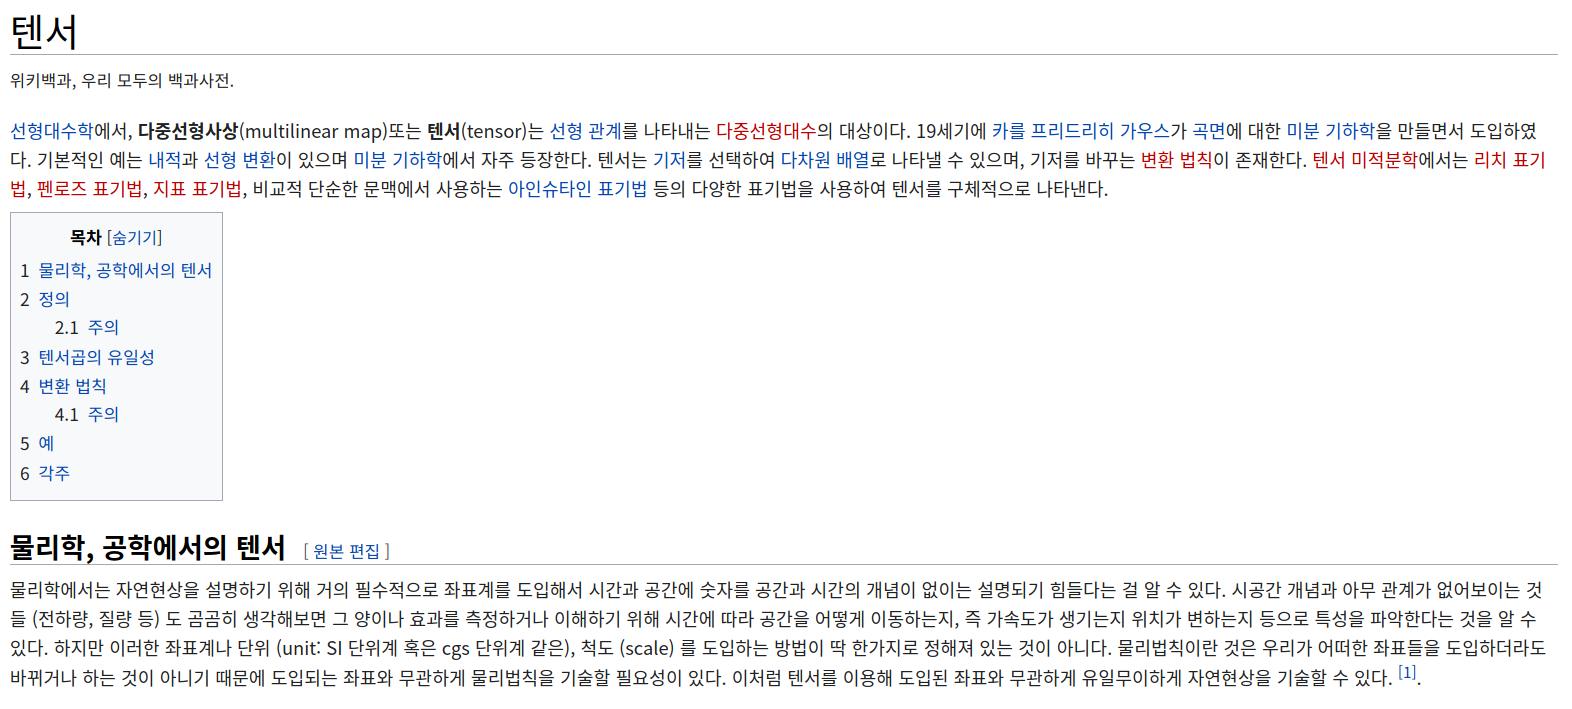 텐서
위키백과, 우리 모두의 백과사전.
선형대수학에서, 다중선형사상(multilinear map)또는 텐서(tensor)는 선형 관계를 나타내는 다중선형대수의 대상이다. 19세기에 카를 프리드리히 가우스가 곡면에 대한 미분 기하학을 만들면서 도입하였
다. 기본적인 예는 내적과 선형 변환이 있으며 미분 기하학에서 자주 등장한다. 텐서는 기저를 선택하여 다차원 배열로 나타낼 수 있으며, 기저를 바꾸는 변환 법칙이 존재한다. 텐서 미적분학에서는 리치 표기
법, 펜로즈 표기법, 지표 표기법, 비교적 단순한 문맥에서 사용하는 아인슈타인 표기법 등의 다양한 표기법을 사용하여 텐서를 구체적으로 나타낸다.
목차 [숨기기]
1 물리학, 공학에서의 텐서
2 정의
2.1 주의
3 텐서곱의 유일성
4 변환 법칙
4.1 주의
5 예
6 각주
물리학, 공학에서의 텐서 [ 원본 편집 ]
물리학에서는 자연현상을 설명하기 위해 거의 필수적으로 좌표계를 도입해서 시간과 공간에 숫자를 공간과 시간의 개념이 없이는 설명되기 힘들다는 걸 알 수 있다. 시공간 개념과 아무 관계가 없어보이는 것
들 (전하량, 질량 등) 도 곰곰히 생각해보면 그 양이나 효과를 측정하거나 이해하기 위해 시간에 따라 공간을 어떻게 이동하는지, 즉 가속도가 생기는지 위치가 변하는지 등으로 특성을 파악한다는 것을 알 수
있다. 하지만 이러한 좌표계나 단위 (unit: SI 단위계 혹은 cgs 단위계 같은), 척도 (scale) 를 도입하는 방법이 딱 한가지로 정해져 있는 것이 아니다. 물리법칙이란 것은 우리가 어떠한 좌표들을 도입하더라도
바뀌거나 하는 것이 아니기 때문에 도입되는 좌표와 무관하게 물리법칙을 기술할 필요성이 있다. 이처럼 텐서를 이용해 도입된 좌표와 무관하게 유일무이하게 자연현상을 기술할 수 있다. [1].